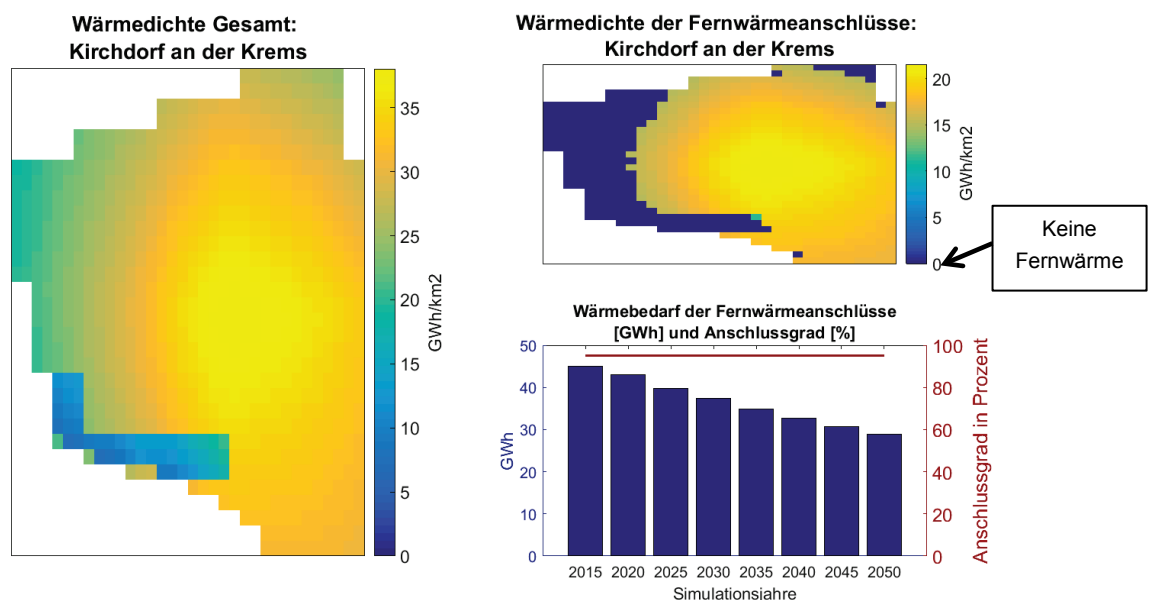 Wärmedichte Gesamt:
Kirchdorf an der Krems
35
30
25
20
15
10
5
0
GWh/km2
Wärmedichte der Fernwärmeanschlüsse:
Kirchdorf an der Krems
20
15
10
5
0
GWh/km2
Keine
Fernwärme
Wärmebedarf der Fernwärmeanschlüsse
[GWh] und Anschlussgrad [%]
50
40
30
20
10
0
GWh
100
80
60
40
20
0
Anschlussgrad in Prozent
2015 2020 2025 2030 2035 2040 2045 2050
Simulationsjahre